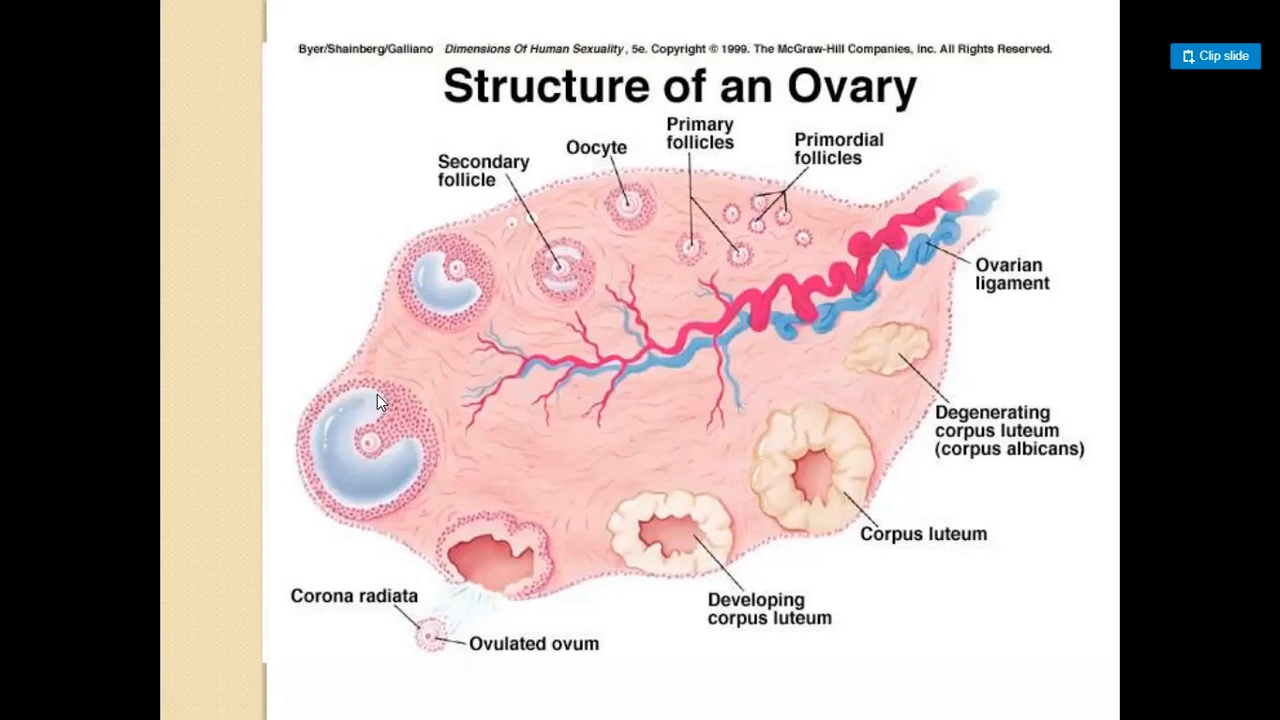 Byer/Shainberg/Galliano Dimensions Of Human Sexuality, 5e. Copyright © 1999. The McGraw-Hill Companies, Inc. All Rights Reserved.
Clip slide
Structure of an Ovary
Primary
follicles
Primordial
follicles
Oocyte
Secondary
follicle
Ovarian
ligament
Degenerating
corpus luteum
(corpus albicans)
Corpus luteum
Developing
corpus luteum
Corona radiata
Ovulated ovum